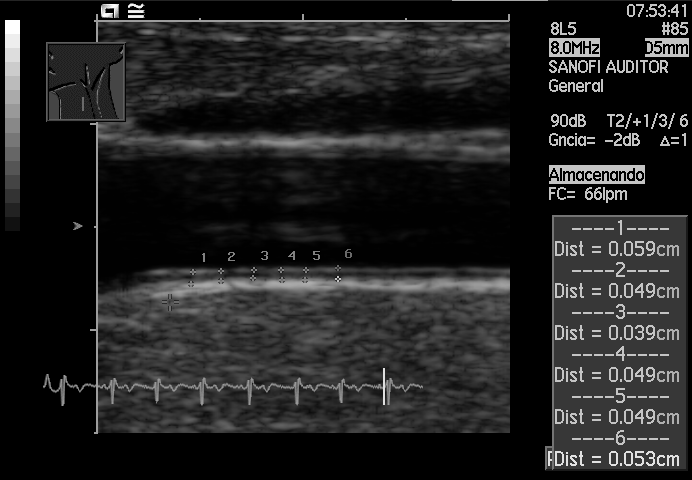 07:53:41
8L5 #85
8.0MHz D5mm
SANOFI AUDITOR
General
90dB T2/+1/3/ 6
Gncia= -2dB Δ=1
Almacenando
FC= 66lpm
1 2 3 4 5 6
----1----
Dist = 0.059cm
----2----
Dist = 0.049cm
----3----
Dist = 0.039cm
----4----
Dist = 0.049cm
----5----
Dist = 0.049cm
----6----
Dist = 0.053cm